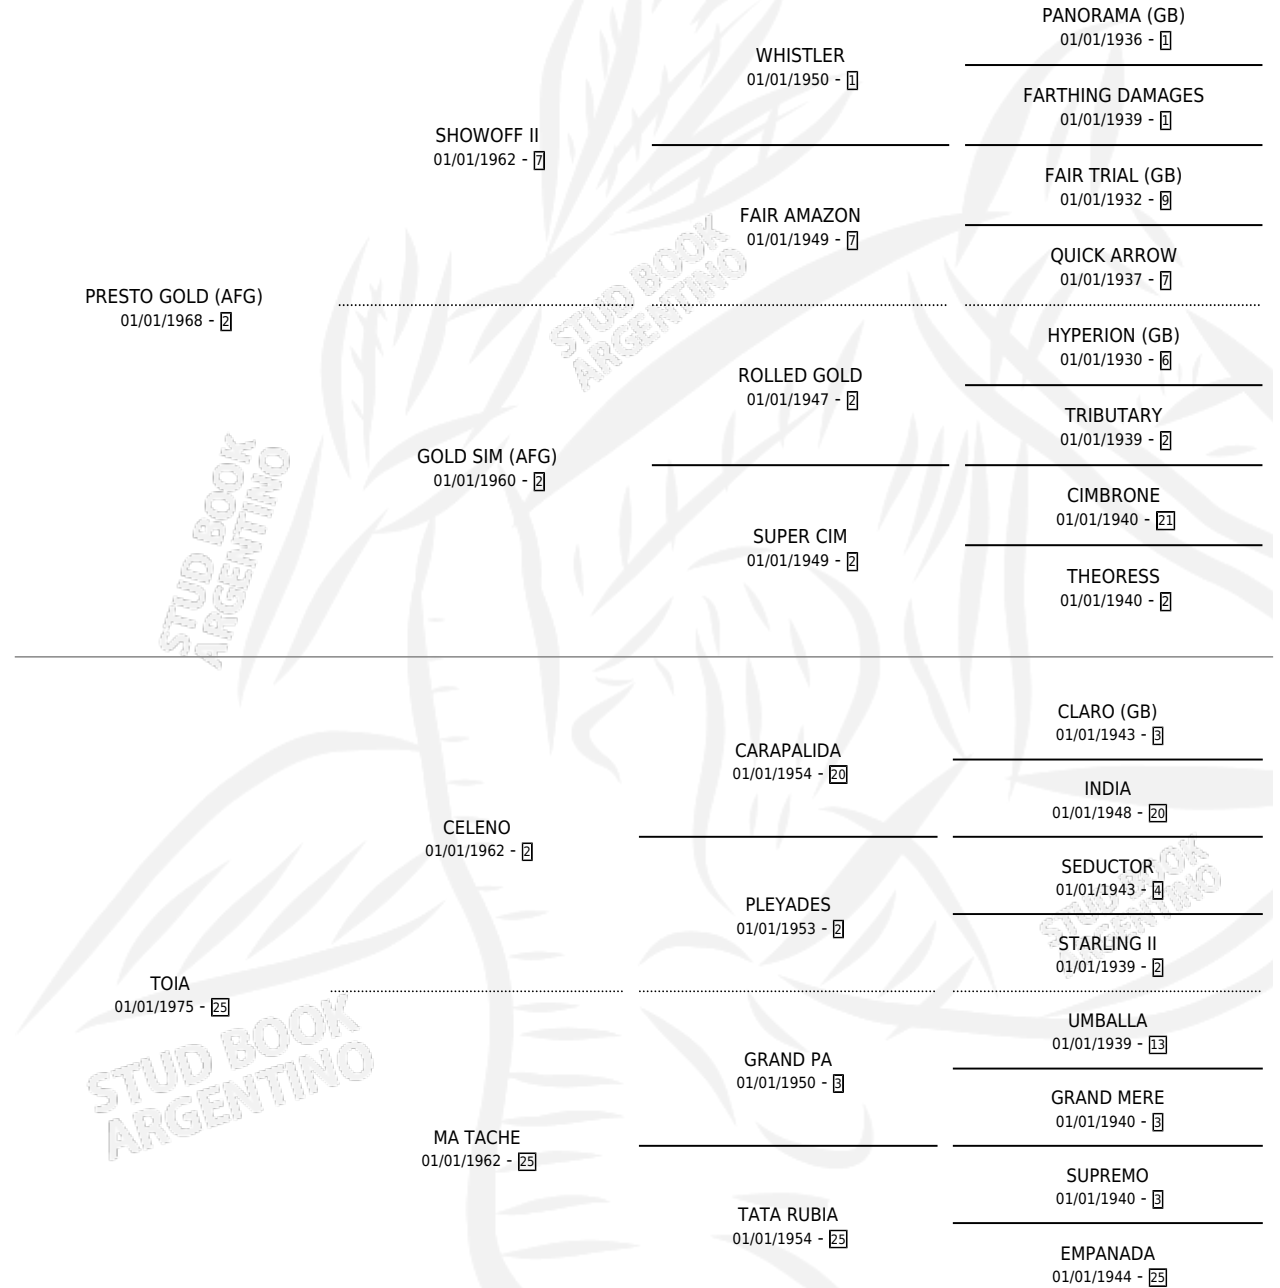 PANORAMA (GB)
01/01/1936 - 1
WHISTLER
01/01/1950 - 1
FARTHING DAMAGES
01/01/1939 - 1
SHOWOFF II
01/01/1962 - 7
FAIR TRIAL (GB)
01/01/1932 - 9
FAIR AMAZON
01/01/1949 - 7
QUICK ARROW
01/01/1937 - 7
PRESTO GOLD (AFG)
01/01/1968 - 2
HYPERION (GB)
01/01/1930 - 6
ROLLED GOLD
01/01/1947 - 2
TRIBUTARY
01/01/1939 - 2
GOLD SIM (AFG)
01/01/1960 - 2
CIMBRONE
01/01/1940 - 21
SUPER CIM
01/01/1949 - 2
THEORESS
01/01/1940 - 2
CLARO (GB)
01/01/1943 - 3
CARAPALIDA
01/01/1954 - 20
INDIA
01/01/1948 - 20
CELENO
01/01/1962 - 2
SEDUCTOR
01/01/1943 - 4
PLEYADES
01/01/1953 - 2
STARLING II
01/01/1939 - 2
TOIA
01/01/1975 - 25
UMBALLA
01/01/1939 - 13
GRAND PA
01/01/1950 - 3
GRAND MERE
01/01/1940 - 3
MA TACHE
01/01/1962 - 25
SUPREMO
01/01/1940 - 3
TATA RUBIA
01/01/1954 - 25
EMPANADA
01/01/1944 - 25
STUD BOOK
ARGENTINO
STUD BOOK
ARGENTINO
STUD BOOK
ARGENTINO
STUD BOOK
ARGENTINO